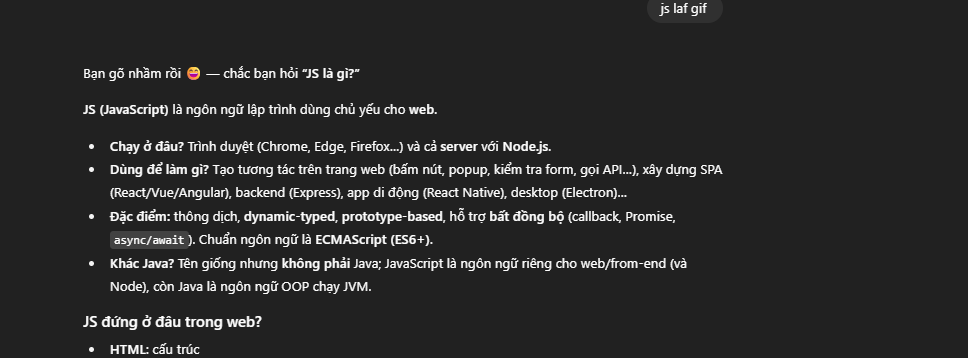 js laf gif
Bạn gõ nhầm rồi 😄 — chắc bạn hỏi “JS là gì?”
JS (JavaScript) là ngôn ngữ lập trình dùng chủ yếu cho web.
• Chạy ở đâu? Trình duyệt (Chrome, Edge, Firefox...) và cả server với Node.js.
• Dùng để làm gì? Tạo tương tác trên trang web (bấm nút, popup, kiểm tra form, gọi API...), xây dựng SPA
(React/Vue/Angular), backend (Express), app di động (React Native), desktop (Electron)...
• Đặc điểm: thông dịch, dynamic-typed, prototype-based, hỗ trợ bất đồng bộ (callback, Promise,
async/await). Chuẩn ngôn ngữ là ECMAScript (ES6+).
• Khác Java? Tên giống nhưng không phải Java; JavaScript là ngôn ngữ riêng cho web/from-end (và
Node), còn Java là ngôn ngữ OOP chạy JVM.
JS đứng ở đâu trong web?
• HTML: cấu trúc